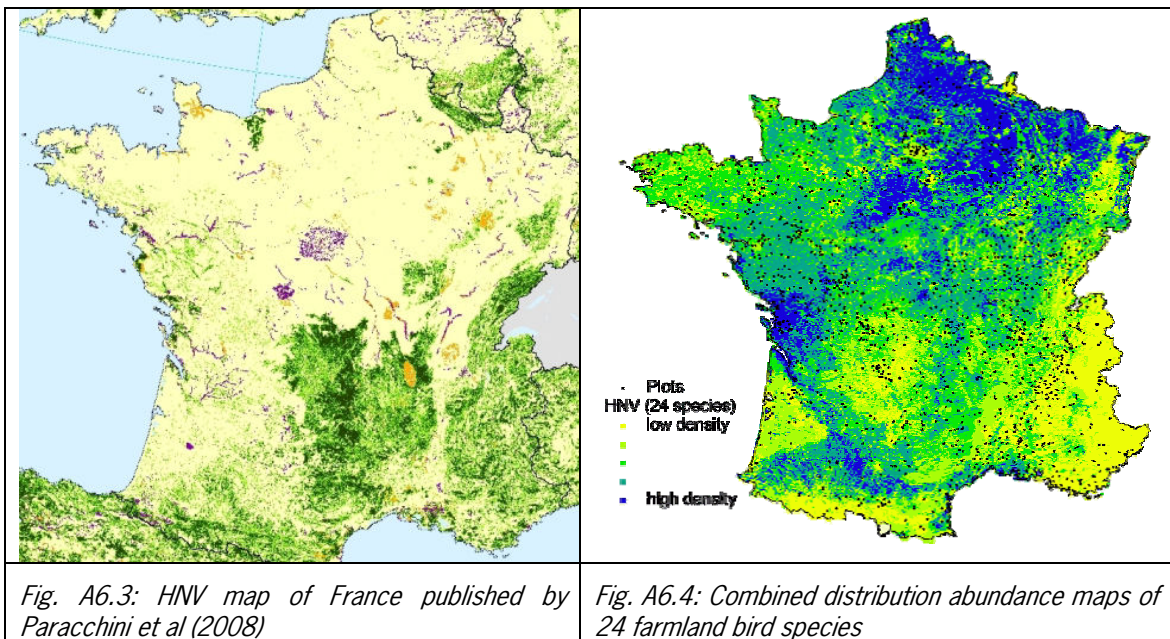 Plots
HNV (24 species)
low density
high density
Fig. A6.3: HNV map of France published by
Paracchini et al (2008)
Fig. A6.4: Combined distribution abundance maps of
24 farmland bird species